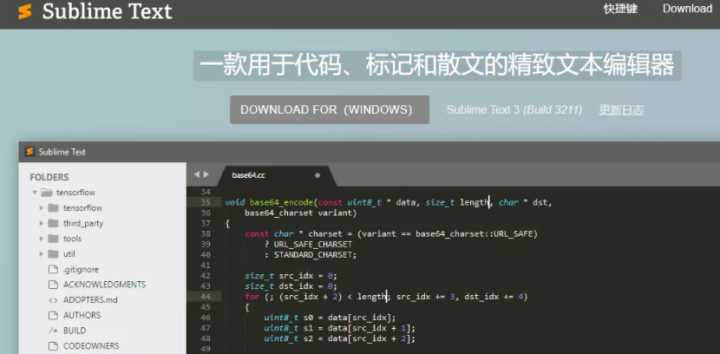 Sublime Text
快捷键
Download
一款用于代码、标记和散文的精致文本编辑器
DOWNLOAD FOR (WINDOWS)
Sublime Text 3 (Build 3211)
更新日志
Sublime Text
FOLDERS
tensorflow
tensorflow
third_party
tools
util
.gitignore
ACKNOWLEDGMENTS
ADOPTERS.md
AUTHORS
BUILD
CODEOWNERS
base64.cc
34
35 void base64_encode(const uint8_t * data, size_t length, char * dst,
36 base64_charset variant)
37 {
38 const char * charset = (variant == base64_charset::URL_SAFE)
39 ? URL_SAFE_CHARSET
40 : STANDARD_CHARSET;
41
42 size_t src_idx = 0;
43 size_t dst_idx = 0;
44 for (; (src_idx + 2) < length; src_idx += 3, dst_idx += 4)
45 {
46 uint8_t s0 = data[src_idx];
47 uint8_t s1 = data[src_idx + 1];
48 uint8_t s2 = data[src_idx + 2];
49